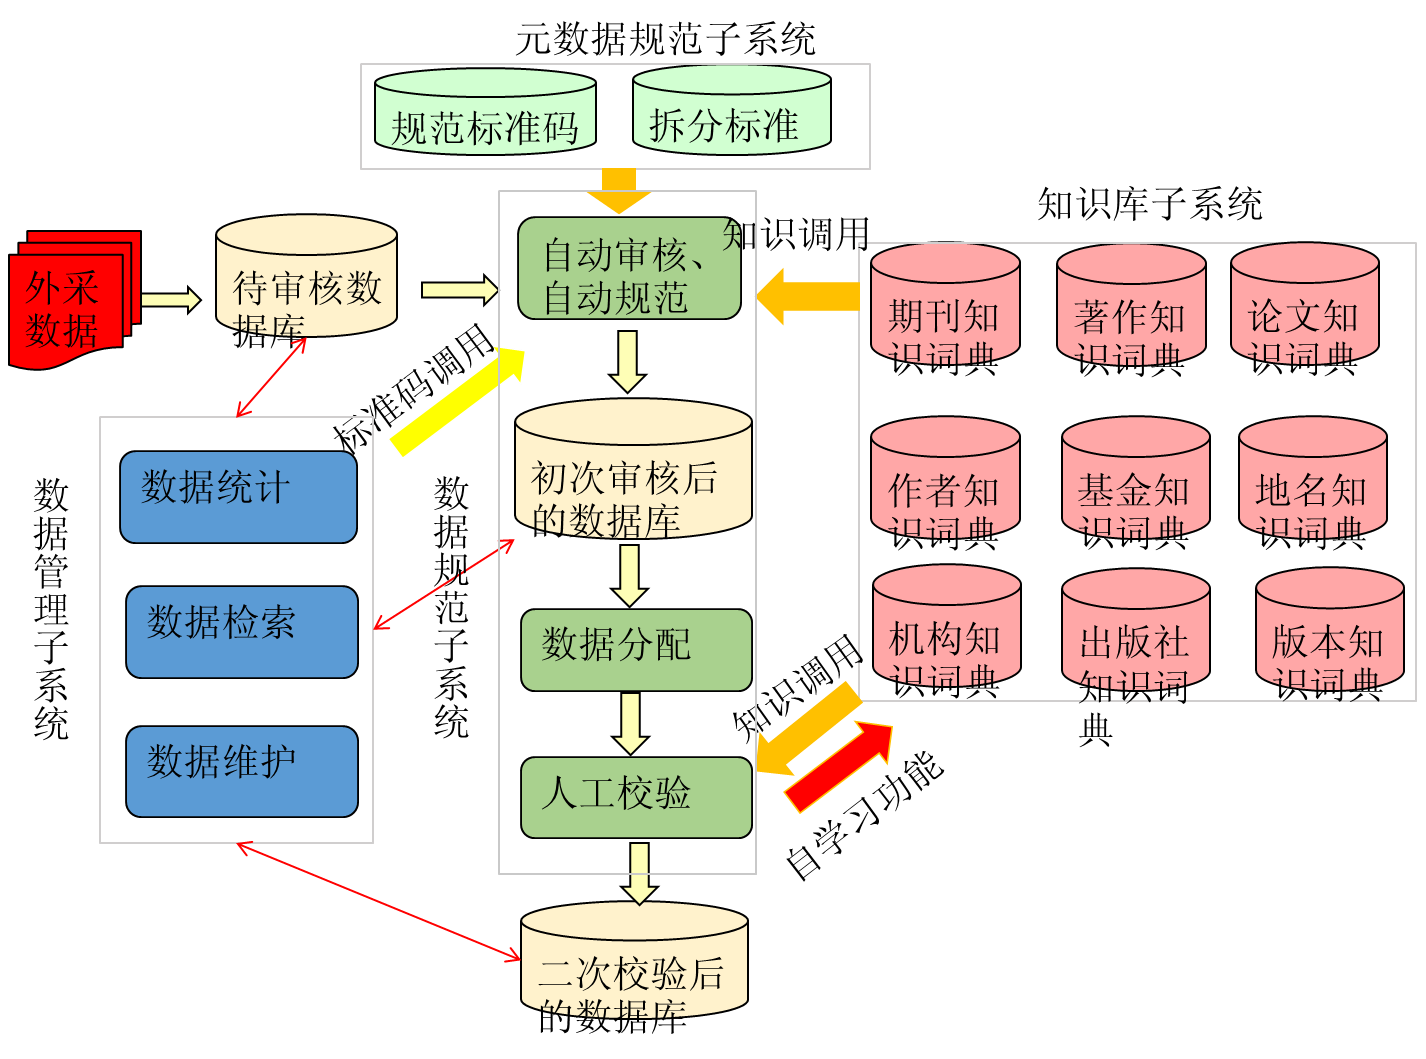 元数据规范子系统
规范标准码
拆分标准
知识库子系统
外采
数据
待审核数
据库
自动审核、
自动规范
知识调用
期刊知
识词典
著作知
识词典
论文知
识词典
标准码调用
数据管理子系统
数据统计
数据检索
数据维护
数据规范子系统
初次审核后
的数据库
作者知
识词典
基金知
识词典
地名知
识词典
数据分配
机构知
识词典
出版社
知识词
典
版本知
识词典
知识调用
人工校验
自学习功能
二次校验后
的数据库